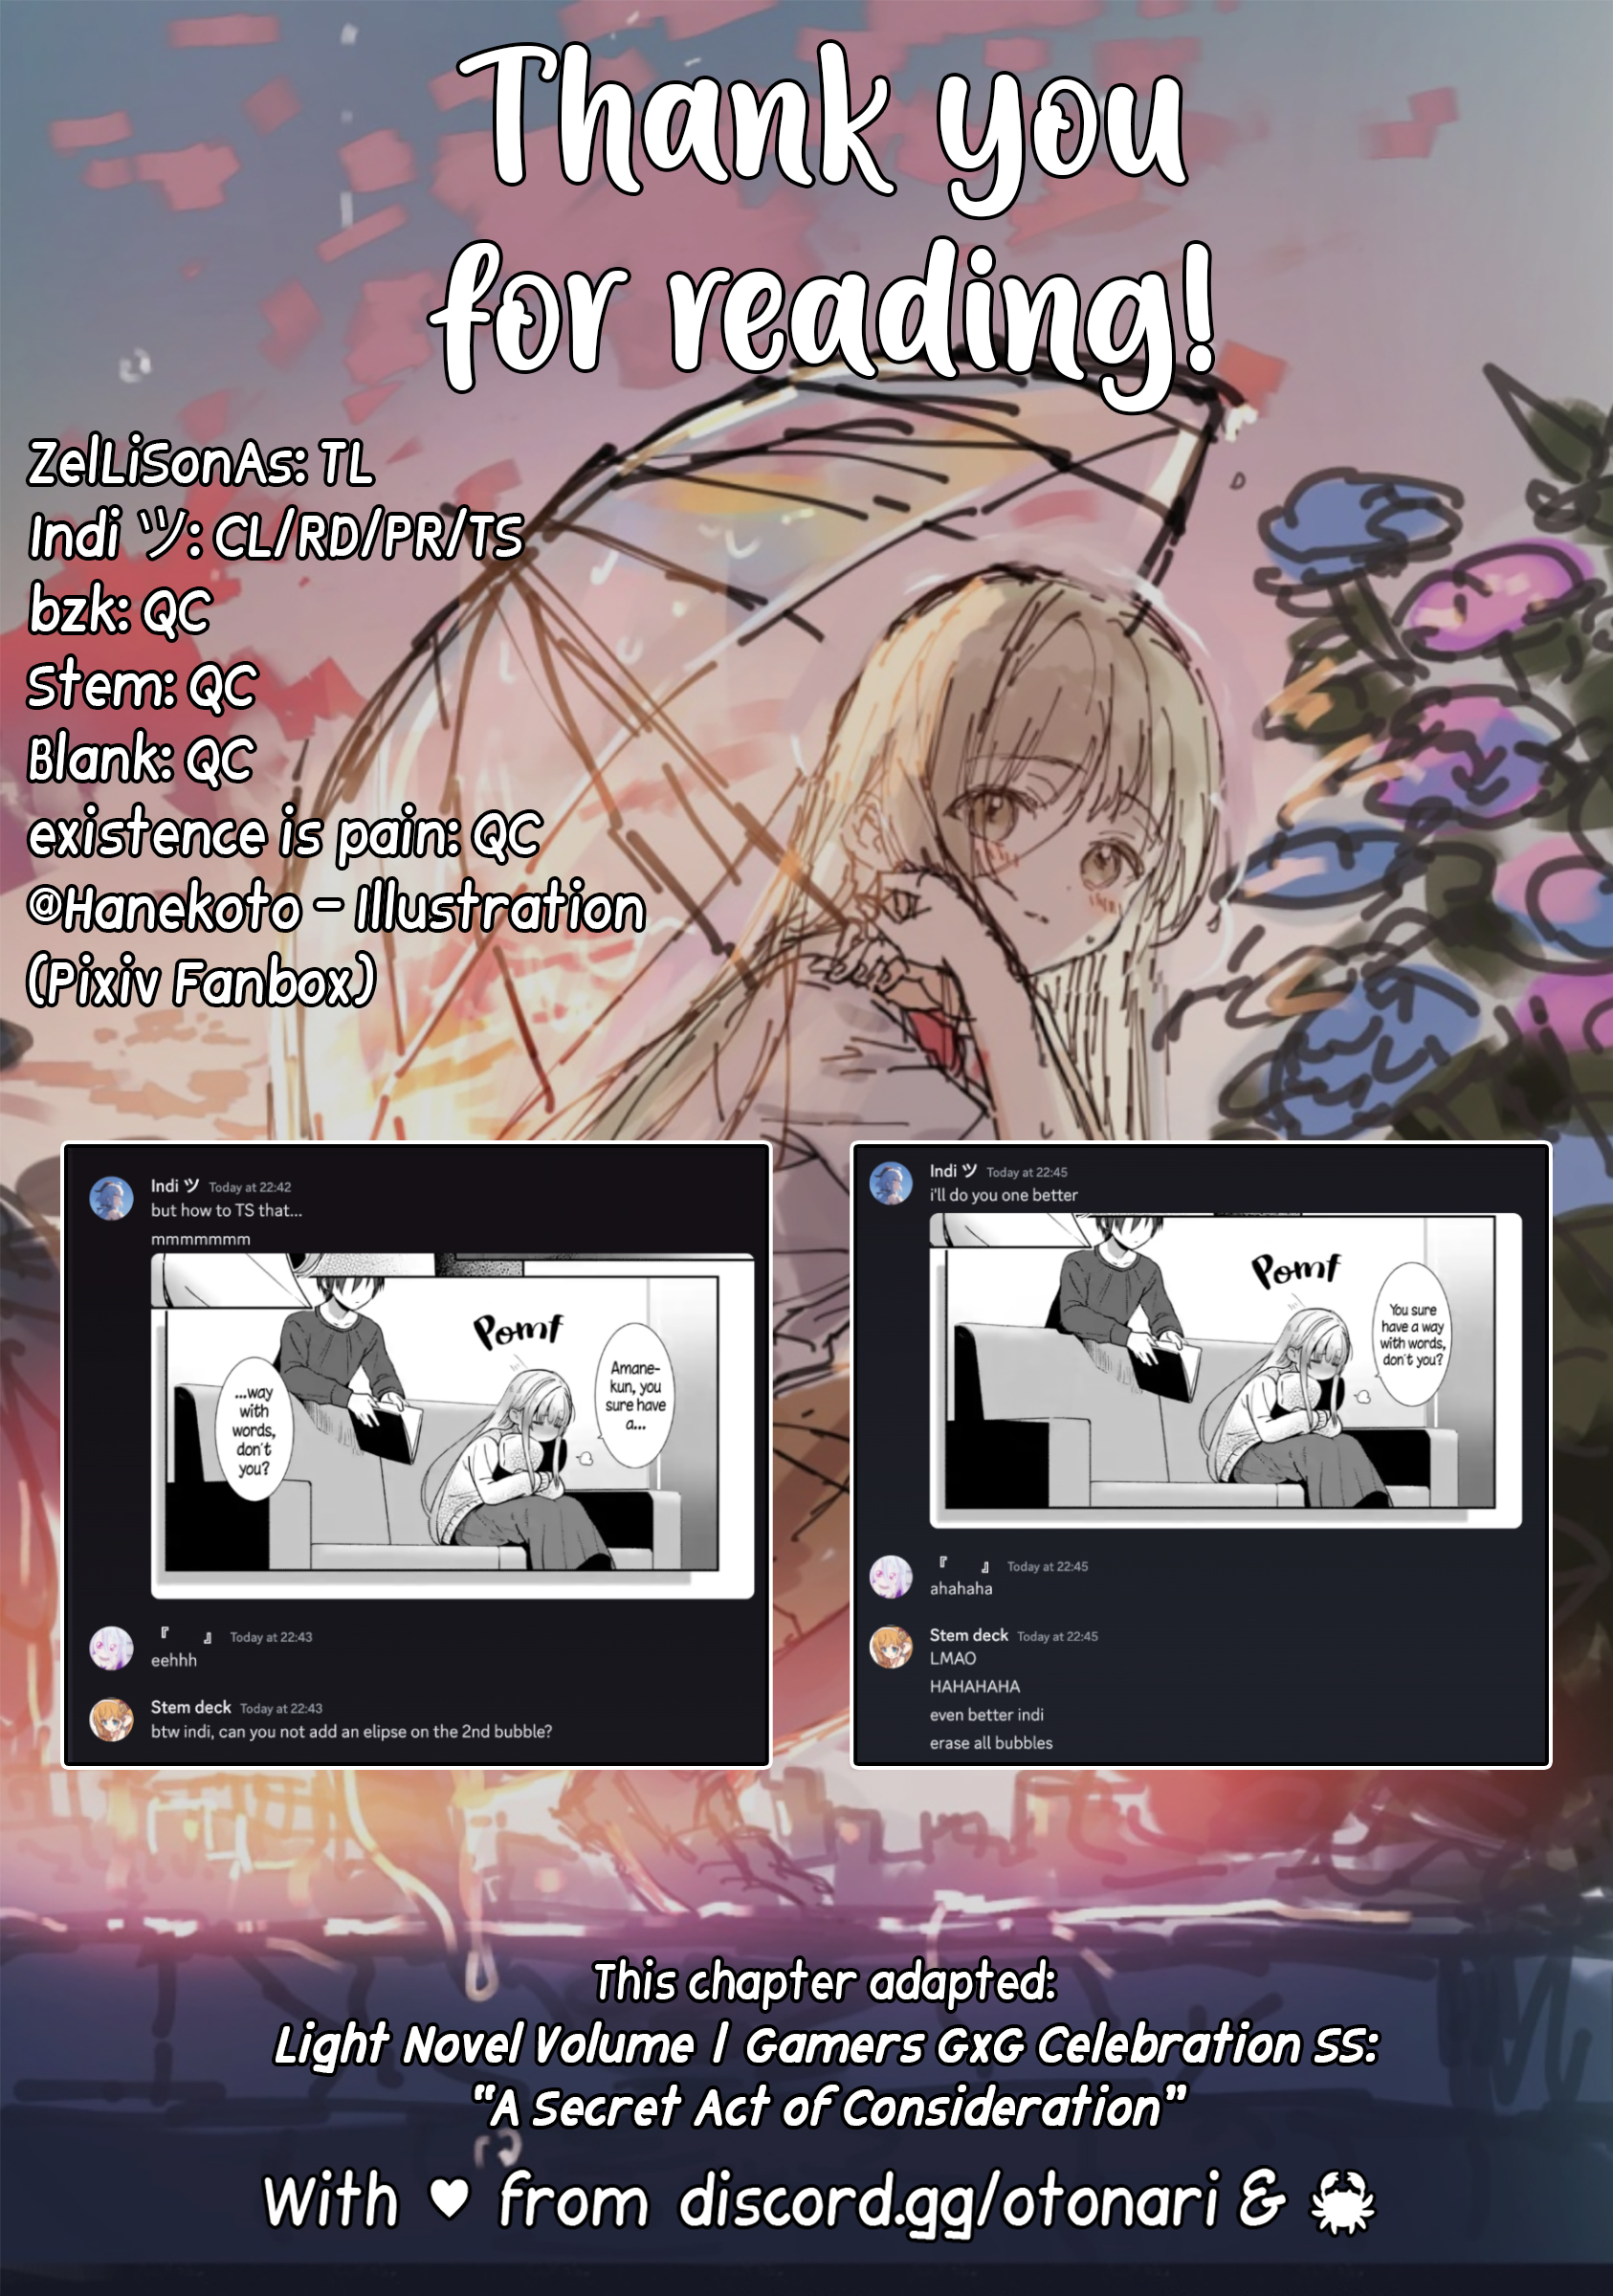 Thank you
for reading!
ZelLiSonAs: TL
Indi ツ: CL/RD/PR/TS
bzk: QC
Stem: QC
Blank: QC
existence is pain: QC
@Hanekoto - Illustration
(Pixiv Fanbox)
Indi ツ Today at 22:42
but how to TS that...
mmmmmmm
Pomf
Amane-
kun, you
sure have
a...
...way
with
words,
don't
you?
『 』 Today at 22:43
eehhh
Stem deck Today at 22:43
btw indi, can you not add an elipse on the 2nd bubble?
Indi ツ Today at 22:45
i'll do you one better
Pomf
You sure
have a way
with words,
don't you?
『 』 Today at 22:45
ahahaha
Stem deck Today at 22:45
LMAO
HAHAHAHA
even better indi
erase all bubbles
This chapter adapted:
Light Novel Volume 1 Gamers GxG Celebration SS:
“A Secret Act of Consideration”
With ♥ from discord.gg/otonari & 🦀